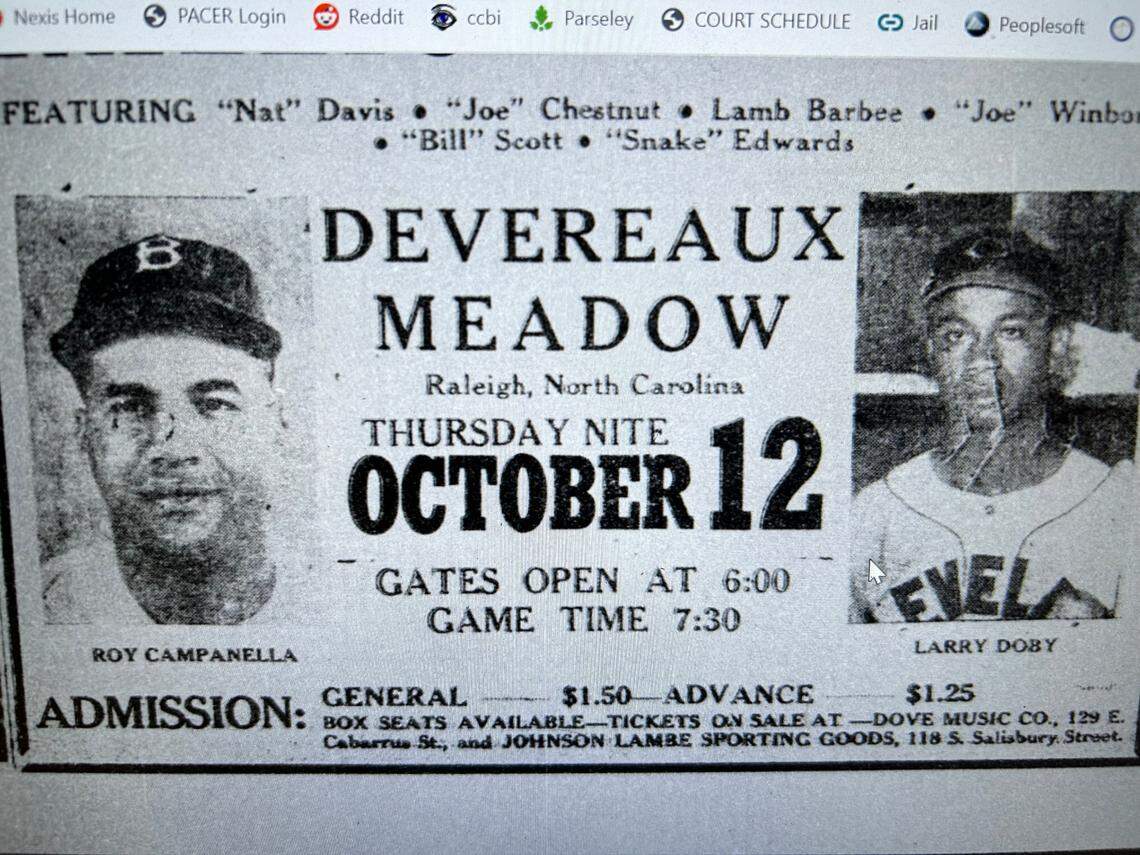 Nexis Home PACER Login Reddit ccbi Parseley COURT SCHEDULE Jail Peoplesoft
FEATURING “Nat” Davis ● “Joe” Chestnut ● Lamb Barbee ● “Joe” Winbor
● “Bill” Scott ● “Snake” Edwards
B
DEVEREAUX
MEADOW
Raleigh, North Carolina
THURSDAY NITE
OCTOBER 12
GATES OPEN AT 6:00
GAME TIME 7:30
EVELA
ROY CAMPANELLA
LARRY DOBY
ADMISSION:
GENERAL $1.50—ADVANCE $1.25
BOX SEATS AVAILABLE—TICKETS ON SALE AT —DOVE MUSIC CO., 129 E.
Cabarrus St., and JOHNSON LAMBE SPORTING GOODS, 118 S. Salisbury Street.